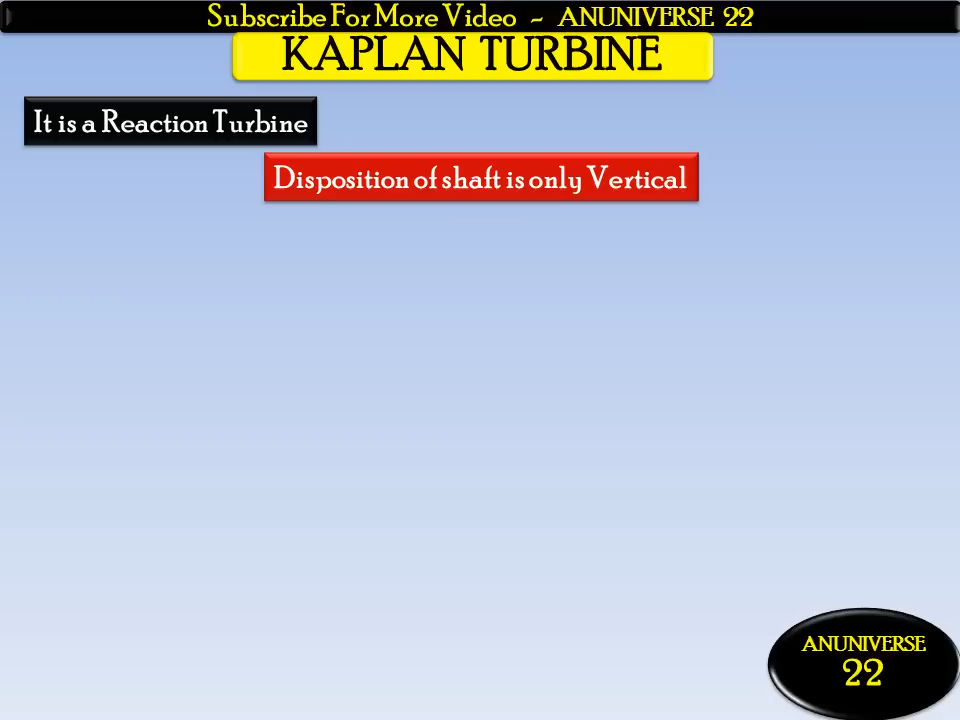 Subscribe For More Video - ANUNIVERSE 22
KAPLAN TURBINE
It is a Reaction Turbine
Disposition of shaft is only Vertical
ANUNIVERSE
22